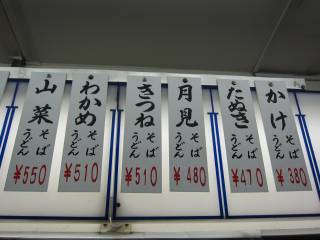 かけ
そば
うどん
¥380
たぬき
そば
うどん
¥470
月見
そば
うどん
¥480
きつね
そば
うどん
¥510
わかめ
そば
うどん
¥510
山菜
そば
うどん
¥550